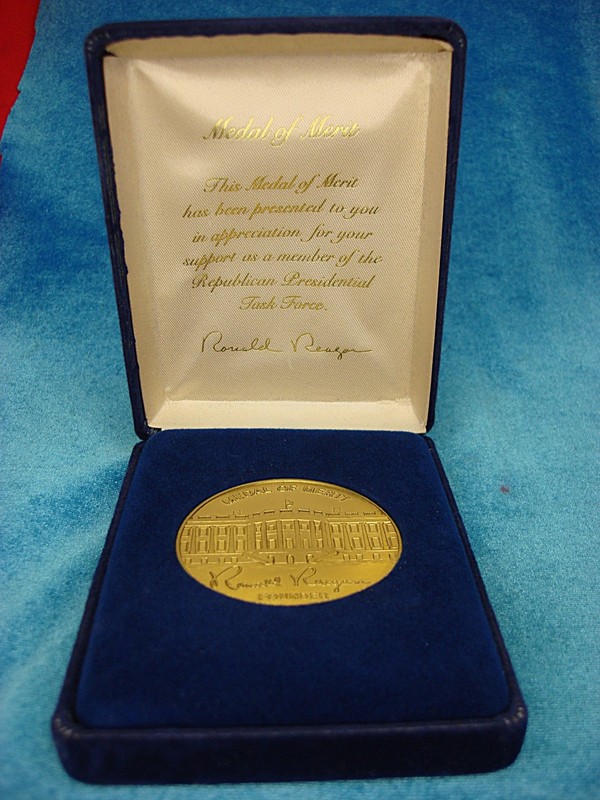 Medal of Merit
This Medal of Merit
has been presented to you
in appreciation for your
support as a member of the
Republican Presidential
Task Force.
Ronald Reagan
MEDAL OF MERIT
Ronald Reagan
FOUNDER